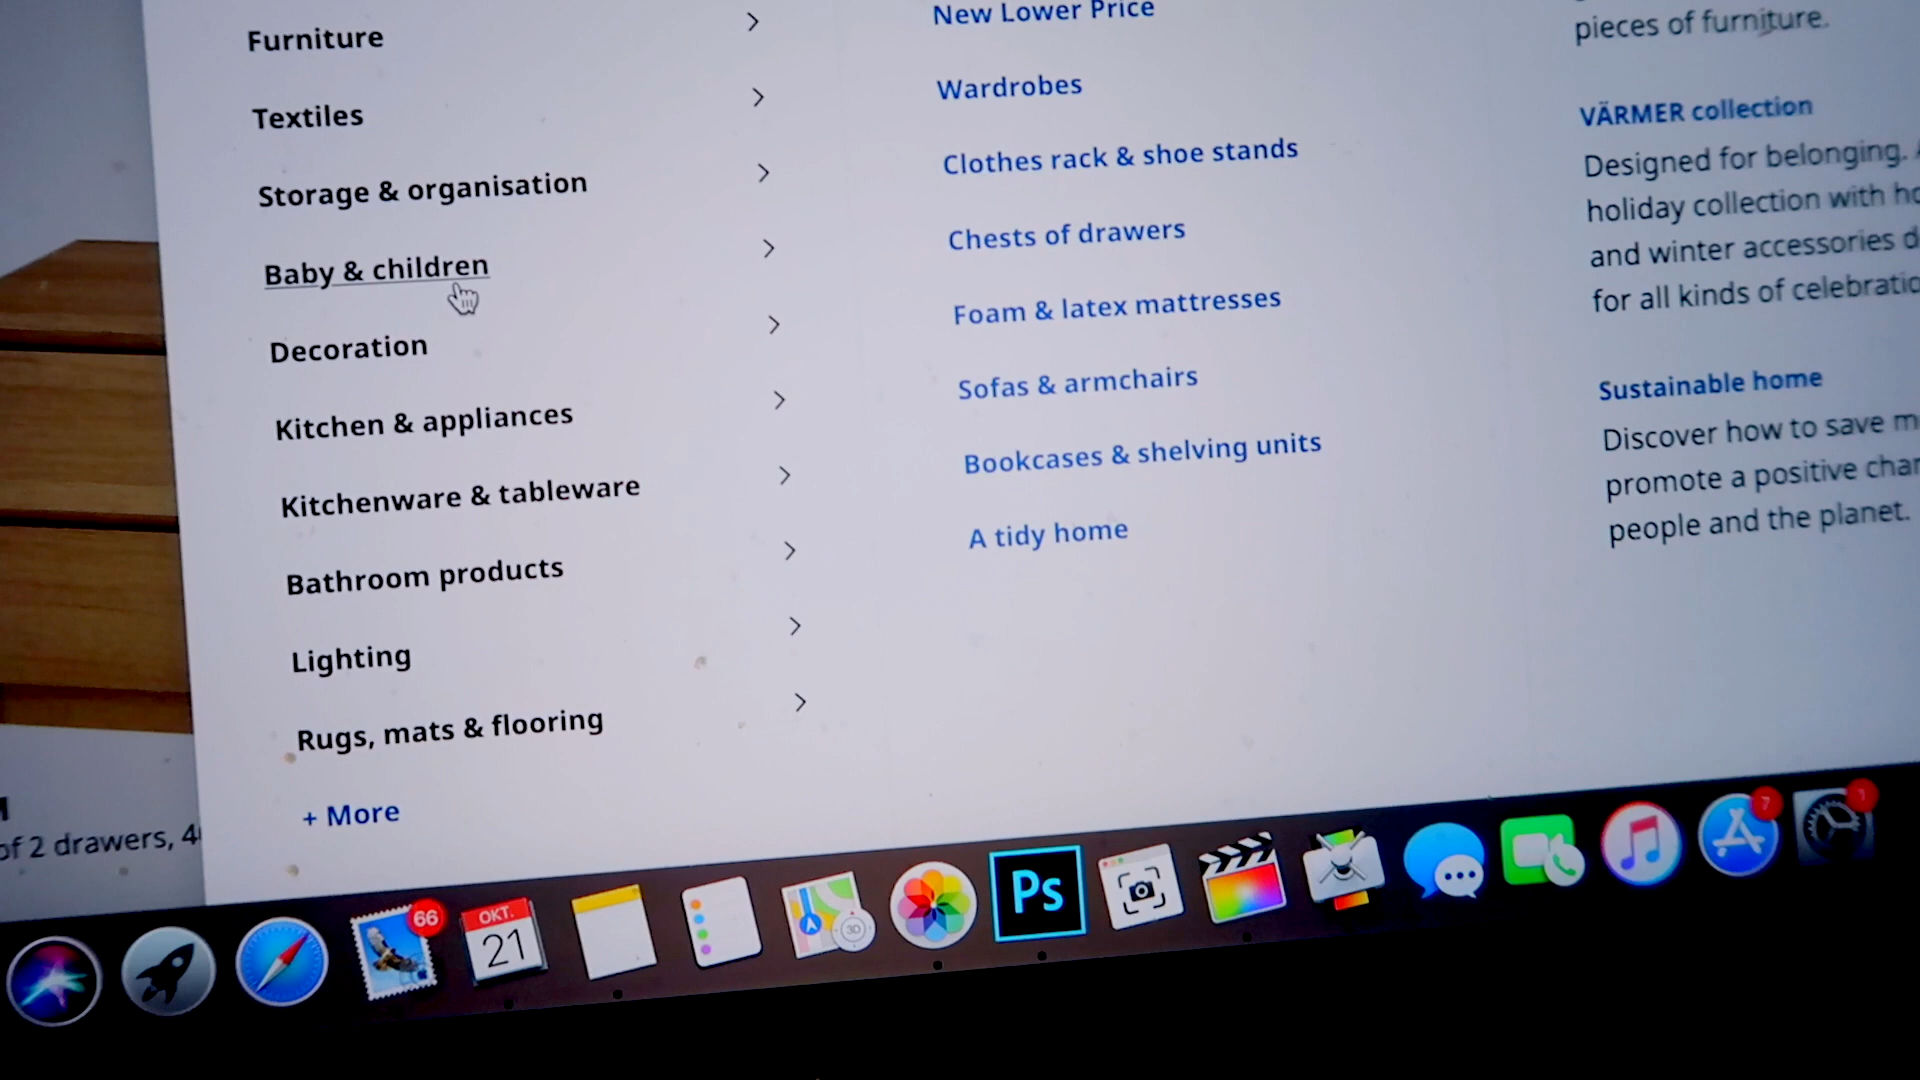 Furniture
Textiles
Storage & organisation
Baby & children
Decoration
Kitchen & appliances
Kitchenware & tableware
Bathroom products
Lighting
Rugs, mats & flooring
+ More
New Lower Price
Wardrobes
Clothes rack & shoe stands
Chests of drawers
Foam & latex mattresses
Sofas & armchairs
Bookcases & shelving units
A tidy home
pieces of furniture.
VÄRMER collection
Designed for belonging.
holiday collection with
and winter accessories
for all kinds of
Sustainable home
Discover how to save
promote a positive
people and the planet.
of 2 drawers,
66
OKT.
21
3D
Ps
7
1